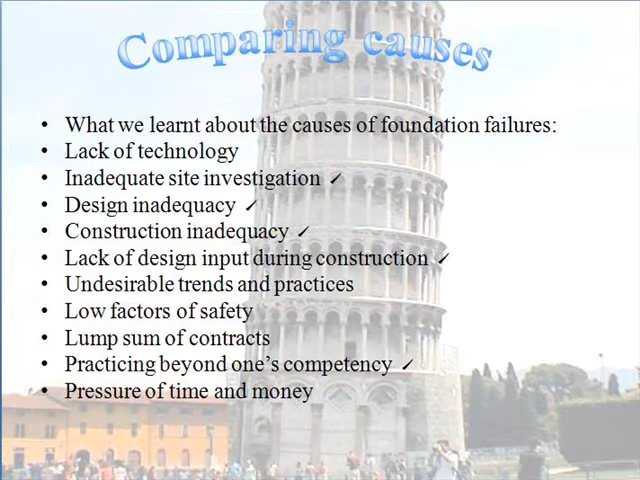 Comparing causes
• What we learnt about the causes of foundation failures:
• Lack of technology
• Inadequate site investigation ✓
• Design inadequacy ✓
• Construction inadequacy ✓
• Lack of design input during construction ✓
• Undesirable trends and practices
• Low factors of safety
• Lump sum of contracts
• Practicing beyond one’s competency ✓
• Pressure of time and money